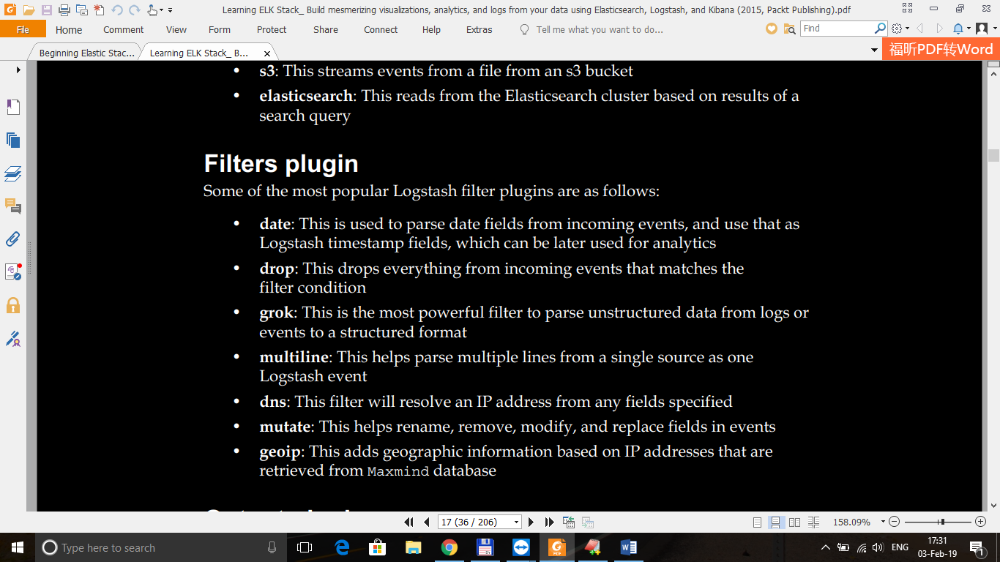 Learning ELK Stack_ Build mesmerizing visualizations, analytics, and logs from your data using Elasticsearch, Logstash, and Kibana (2015, Packt Publishing).pdf
File Home Comment View Form Protect Share Connect Help Extras Tell me what you want to do... Find
Beginning Elastic Stac... Learning ELK Stack_ B...
福昕PDF转Word
• s3: This streams events from a file from an s3 bucket
• elasticsearch: This reads from the Elasticsearch cluster based on results of a
search query
Filters plugin
Some of the most popular Logstash filter plugins are as follows:
• date: This is used to parse date fields from incoming events, and use that as
Logstash timestamp fields, which can be later used for analytics
• drop: This drops everything from incoming events that matches the
filter condition
• grok: This is the most powerful filter to parse unstructured data from logs or
events to a structured format
• multiline: This helps parse multiple lines from a single source as one
Logstash event
• dns: This filter will resolve an IP address from any fields specified
• mutate: This helps rename, remove, modify, and replace fields in events
• geoip: This adds geographic information based on IP addresses that are
retrieved from Maxmind database
17 (36 / 206) 158.09%
Type here to search
ENG
17:31
03-Feb-19
1